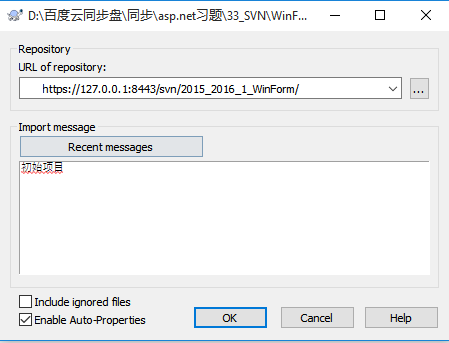 D:\百度云同步盘\同步\asp.net习题\33_SVN\WinF...
Repository
URL of repository:
https://127.0.0.1:8443/svn/2015_2016_1_WinForm/
...
Import message
Recent messages
初始项目
Include ignored files
Enable Auto-Properties
OK
Cancel
Help